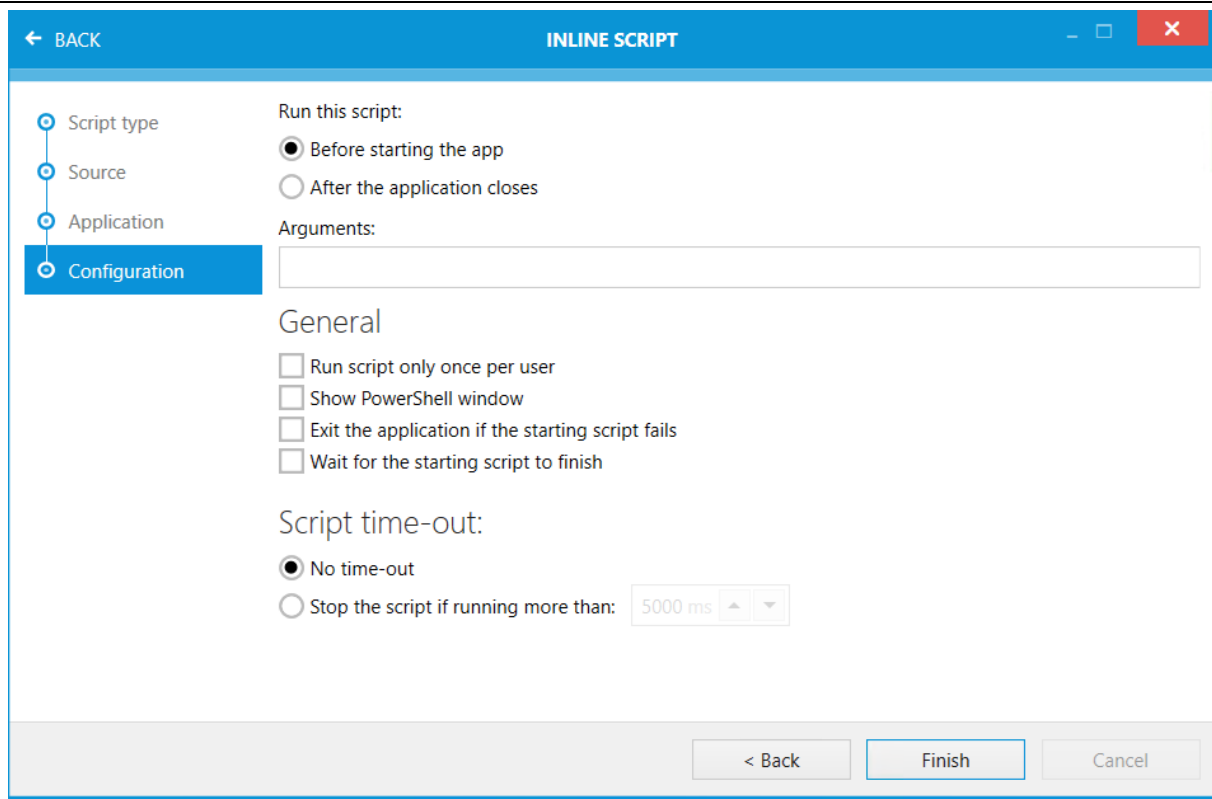 BACK
INLINE SCRIPT
Script type
Source
Application
Configuration
Run this script:
Before starting the app
After the application closes
Arguments:
General
Run script only once per user
Show PowerShell window
Exit the application if the starting script fails
Wait for the starting script to finish
Script time-out:
No time-out
Stop the script if running more than: 5000 ms
< Back Finish Cancel